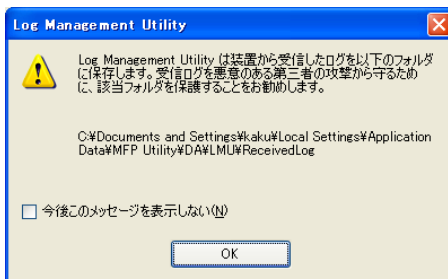 Log Management Utility
Log Management Utility は装置から受信したログを以下のフォルダ
に保存します。受信ログを悪意のある第三者の攻撃から守るため
に、該当フォルダを保護することをお勧めします。
C:¥Documents and Settings¥kaku¥Local Settings¥Application
Data¥MFP Utility¥DA¥LMU¥ReceivedLog
今後このメッセージを表示しない(N)
OK